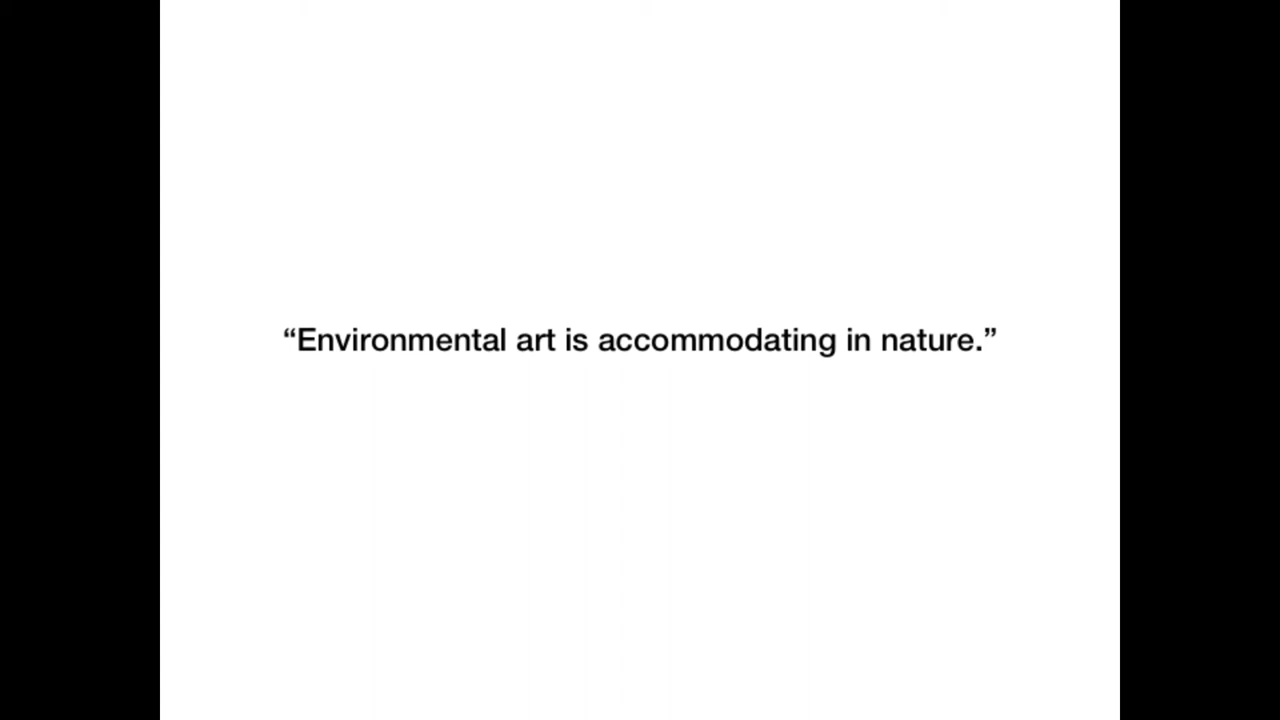 “Environmental art is accommodating in nature.”